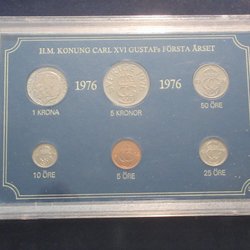 H.M. KONUNG CARL XVI GUSTAFs FÖRSTA ÅRSET
1976 1976
1 KRONA 5 KRONOR 50 ÖRE
10 ÖRE 5 ÖRE 25 ÖRE